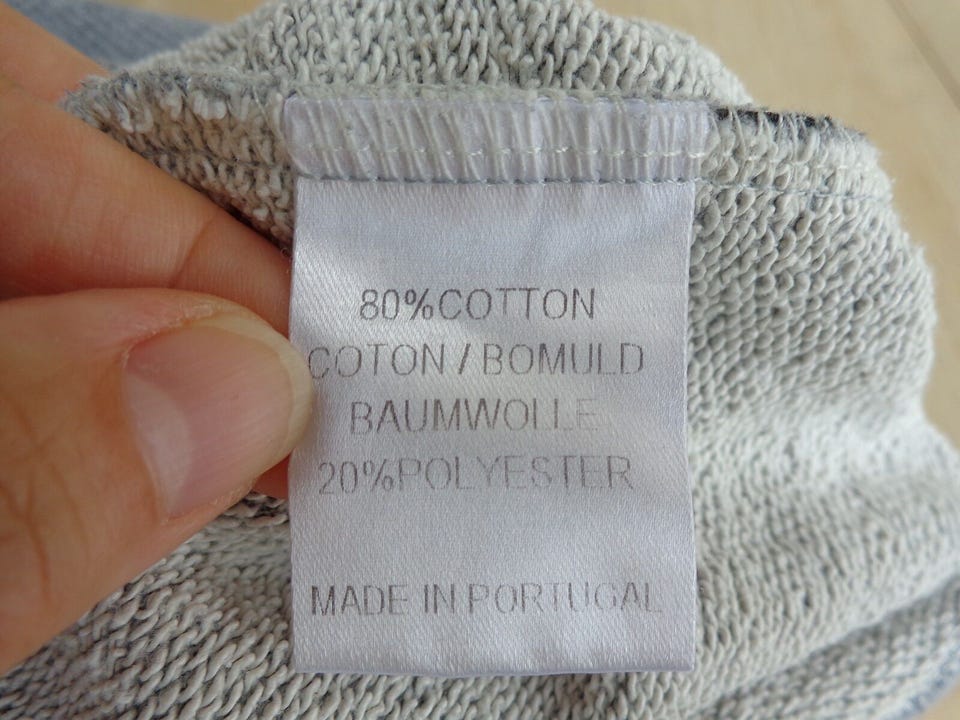 80%COTTON
COTON / BOMULD
BAUMWOLLE
20%POLYESTER
MADE IN PORTUGAL